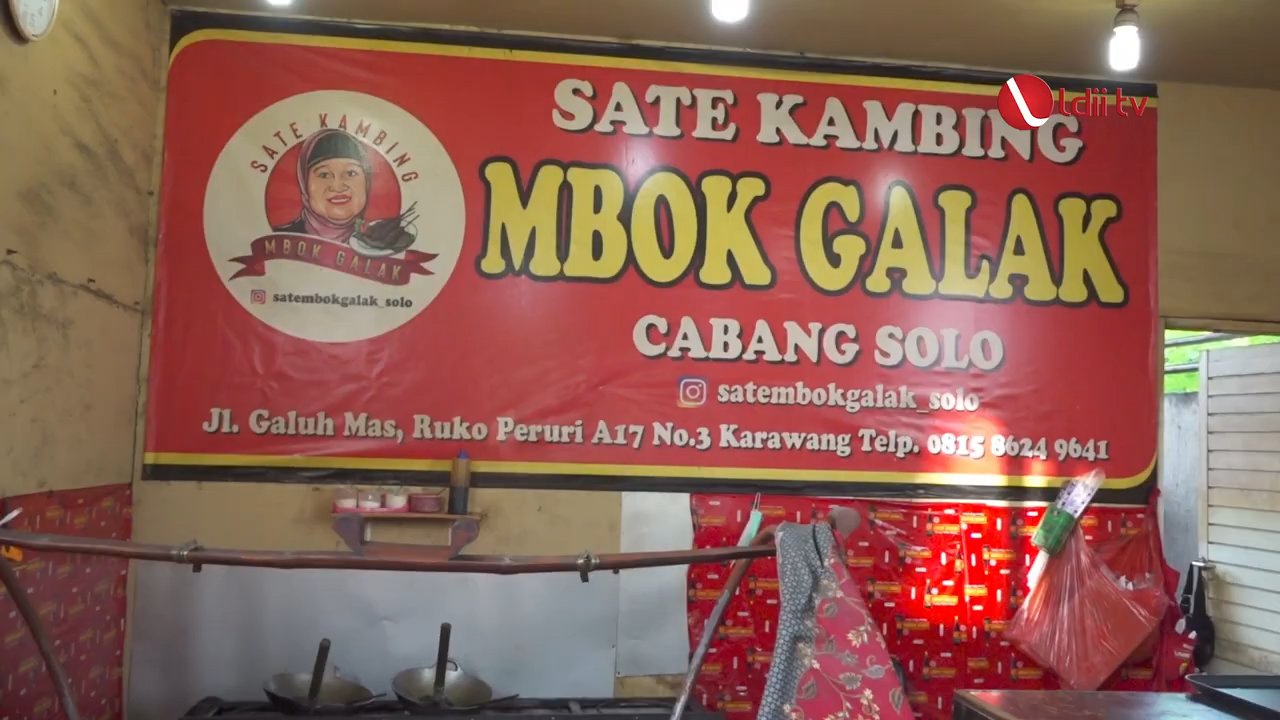 ldii tv
SATE KAMBING
MBOK GALAK
CABANG SOLO
satembokgalak_solo
Jl. Galuh Mas, Ruko Peruri A17 No.3 Karawang Telp. 0815 8624 9641
SATE KAMBING
MBOK GALAK
satembokgalak_solo